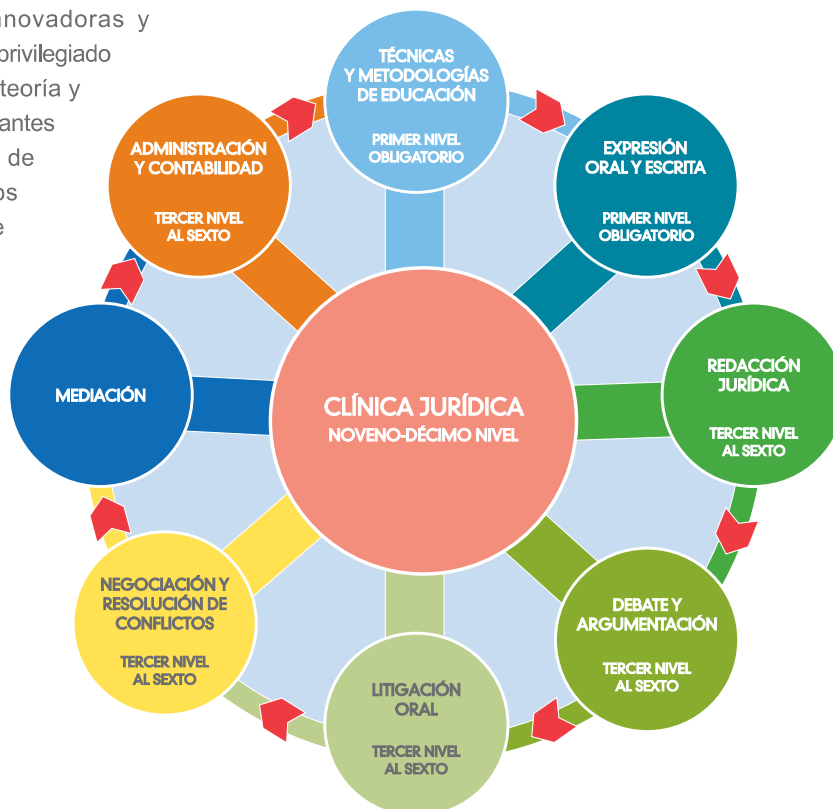 nnovadoras y
privilegiado
teoría y
antes
de
os
e
TÉCNICAS
Y METODOLOGÍAS
DE EDUCACIÓN
PRIMER NIVEL
OBLIGATORIO
EXPRESIÓN
ORAL Y ESCRITA
PRIMER NIVEL
OBLIGATORIO
REDACCIÓN
JURÍDICA
TERCER NIVEL
AL SEXTO
DEBATE Y
ARGUMENTACIÓN
TERCER NIVEL
AL SEXTO
LITIGACIÓN
ORAL
TERCER NIVEL
AL SEXTO
NEGOCIACIÓN Y
RESOLUCIÓN DE
CONFLICTOS
TERCER NIVEL
AL SEXTO
MEDIACIÓN
ADMINISTRACIÓN
Y CONTABILIDAD
TERCER NIVEL
AL SEXTO
CLÍNICA JURÍDICA
NOVENO-DÉCIMO NIVEL